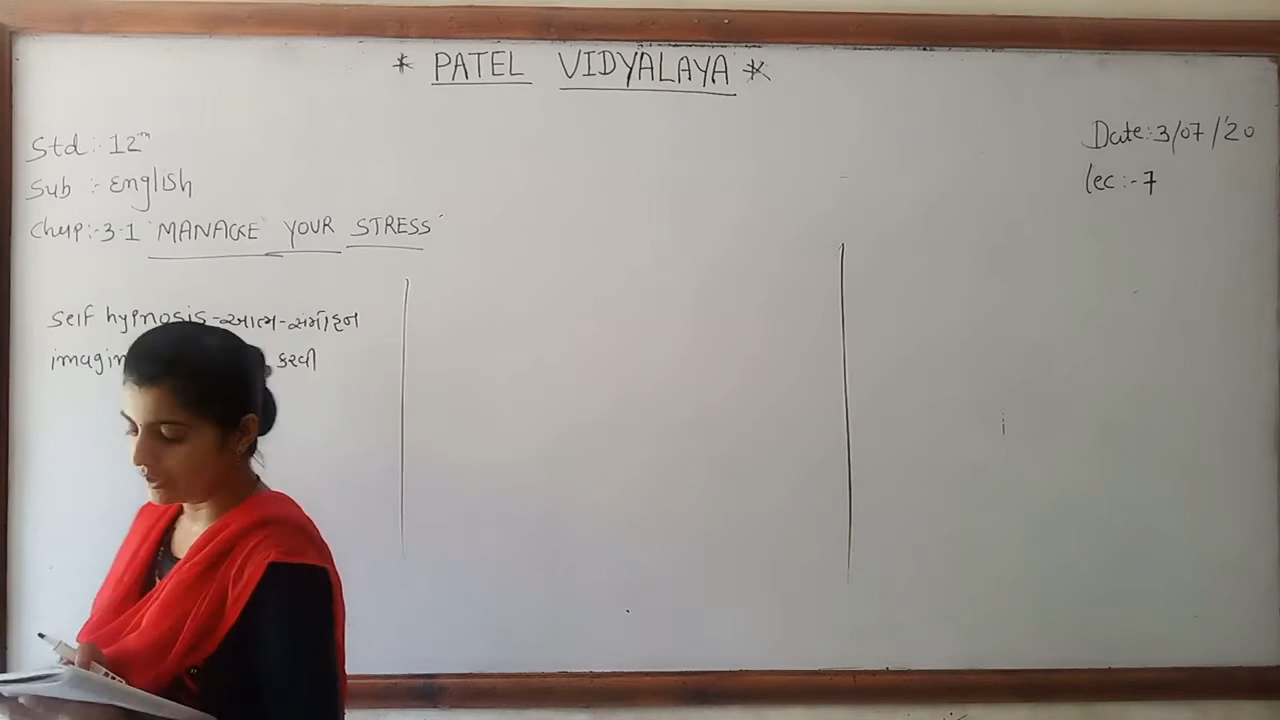 * PATEL VIDYALAYA *
Std:- 12th
Date:-3/07/'20
Sub :- English
lec:-7
Chap:-3.1 'MANAGE YOUR STRESS'
self hypnosis-આત્મ-સંમોહન
કરવી